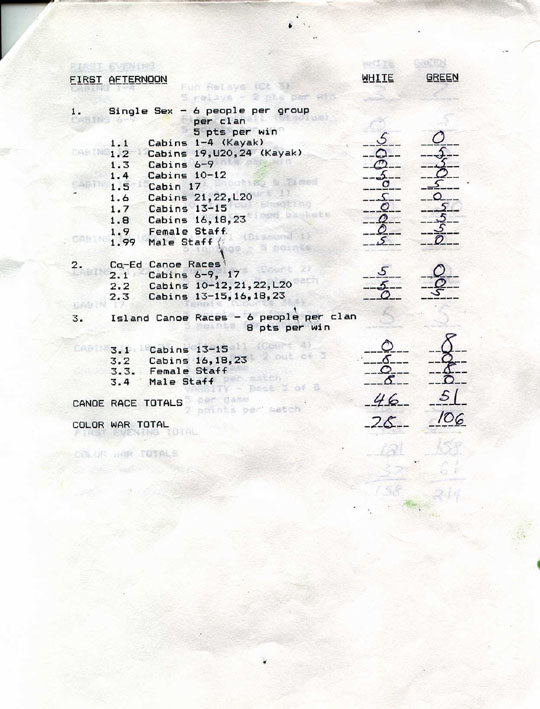 FIRST AFTERNOON WHITE GREEN
1. Single Sex - 6 people per group
per clan
5 pts per win
1.1 Cabins 1-4 (Kayak) 5 0
1.2 Cabins 19,U20,24 (Kayak) 0 5
1.3 Cabins 6-9 0 5
1.4 Cabins 10-12 5 0
1.5 Cabin 17 0 5
1.6 Cabins 21,22,L20 5 0
1.7 Cabins 13-15 0 5
1.8 Cabins 16,18,23 0 5
1.9 Female Staff 0 5
1.99 Male Staff 5 0
2. Co-Ed Canoe Races
2.1 Cabins 6-9, 17 5 0
2.2 Cabins 10-12,21,22,L20 5 0
2.3 Cabins 13-15,16,18,23 0 5
3. Island Canoe Races - 6 people per clan
8 pts per win
3.1 Cabins 13-15 0 8
3.2 Cabins 16,18,23 8 0
3.3. Female Staff 0 8
3.4 Male Staff 8 0
CANOE RACE TOTALS 46 51
COLOR WAR TOTAL 106